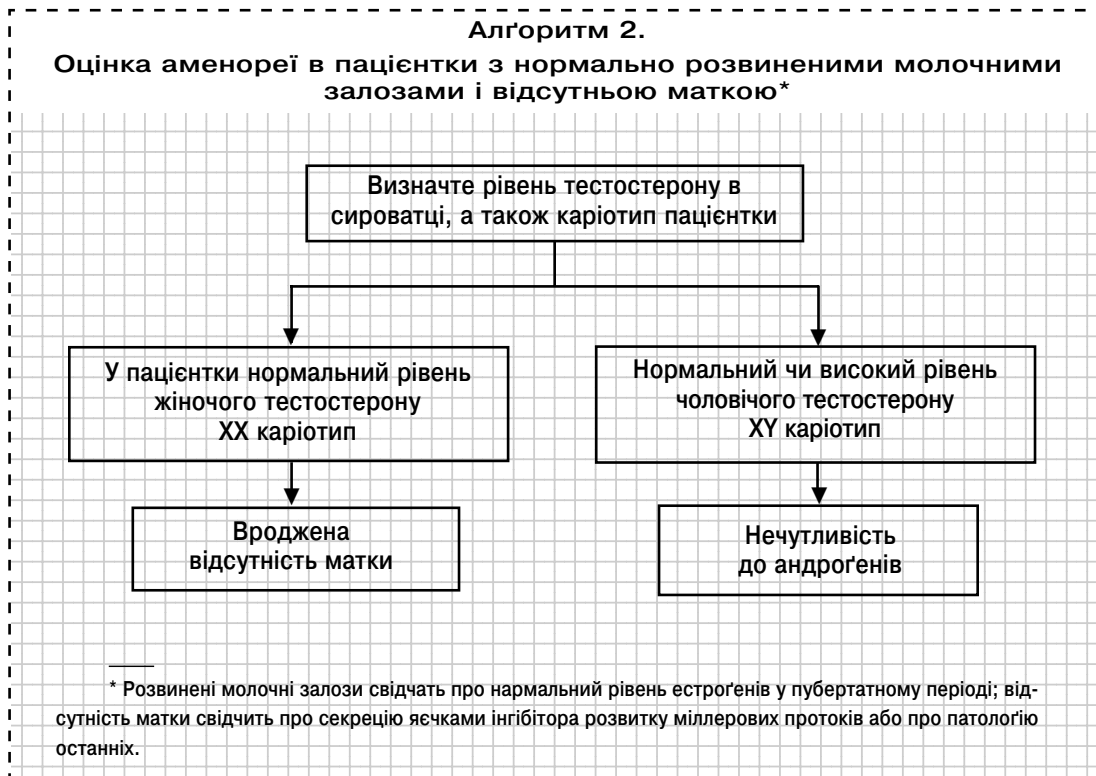 Алґоритм 2.
Оцінка аменореї в пацієнтки з нормально розвиненими молочними
залозами і відсутньою маткою*
Визначте рівень тестостерону в
сироватці, а також каріотип пацієнтки
У пацієнтки нормальний рівень
жіночого тестостерону
XX каріотип
Нормальний чи високий рівень
чоловічого тестостерону
XY каріотип
Вроджена
відсутність матки
Нечутливість
до андроґенів
* Розвинені молочні залози свідчать про нармальний рівень естроґенів у пубертатному періоді; від-
сутність матки свідчить про секрецію яєчками інгібітора розвитку міллерових протоків або про патолоґію
останніх.